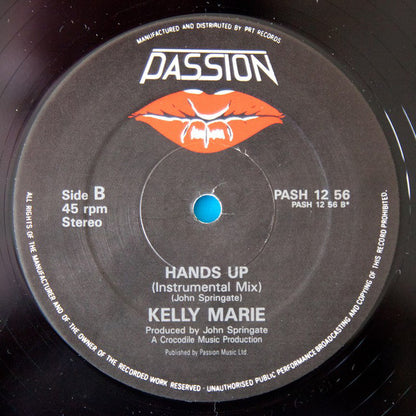 MANUFACTURED AND DISTRIBUTED BY PRT RECORDS
PASSION
Side B
45 rpm
Stereo
PASH 12 56
PASH 12 56 B*
HANDS UP
(Instrumental Mix)
(John Springate)
KELLY MARIE
Produced by John Springate
A Crocodile Music Production
Published by Passion Music Ltd
ALL RIGHTS OF THE MANUFACTURER AND OF THE OWNER OF THE RECORDED WORK RESERVED · UNAUTHORISED PUBLIC PERFORMANCE BROADCASTING AND COPYING OF THIS RECORD PROHIBITED.